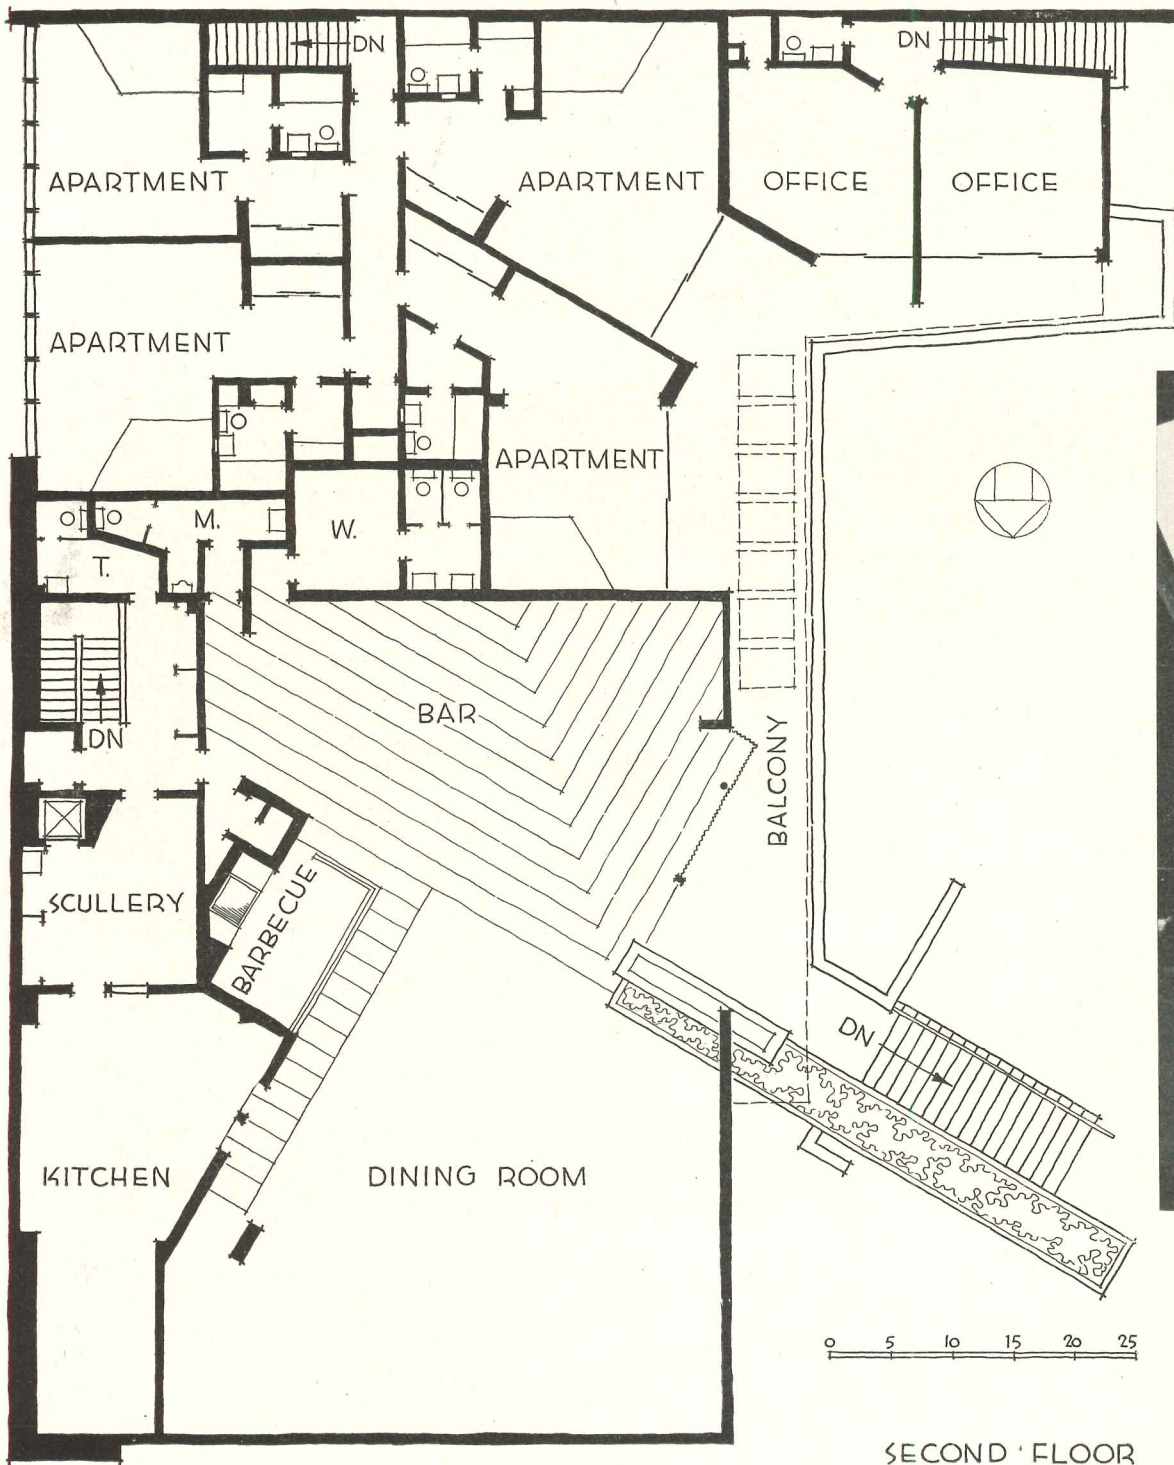 DN
DN
APARTMENT
APARTMENT
OFFICE
OFFICE
APARTMENT
APARTMENT
M.
W.
T.
BAR
DN
BALCONY
SCULLERY
BARBECUE
DN
KITCHEN
DINING ROOM
0 5 10 15 20 25
SECOND FLOOR